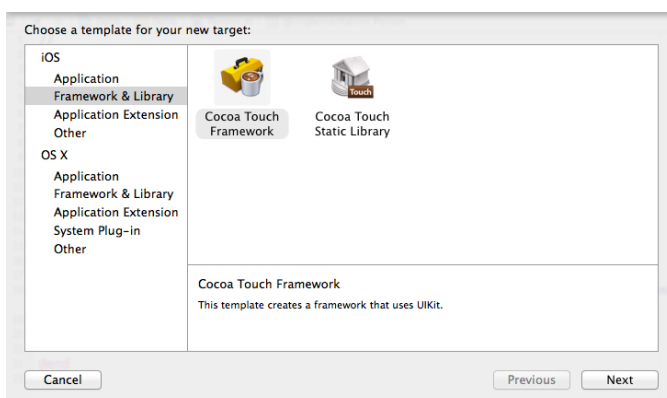 Choose a template for your new target:
iOS
Application
Framework & Library
Application Extension
Other
OS X
Application
Framework & Library
Application Extension
System Plug-in
Other
Cocoa Touch
Framework
Touch
Cocoa Touch
Static Library
Cocoa Touch Framework
This template creates a framework that uses UIKit.
Cancel
Previous
Next